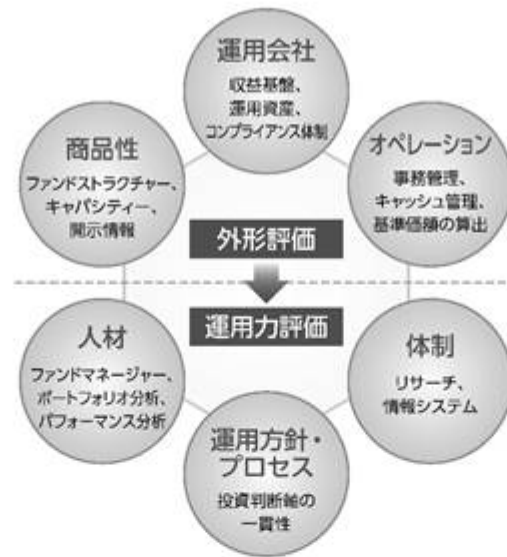 運用会社
収益基盤、
運用資産、
コンプライアンス体制
商品性
ファンドストラクチャー、
キャパシティー、
開示情報
オペレーション
事務管理、
キャッシュ管理、
基準価額の算出
外形評価
運用力評価
人材
ファンドマネージャー、
ポートフォリオ分析、
パフォーマンス分析
体制
リサーチ、
情報システム
運用方針・
プロセス
投資判断軸の
一貫性